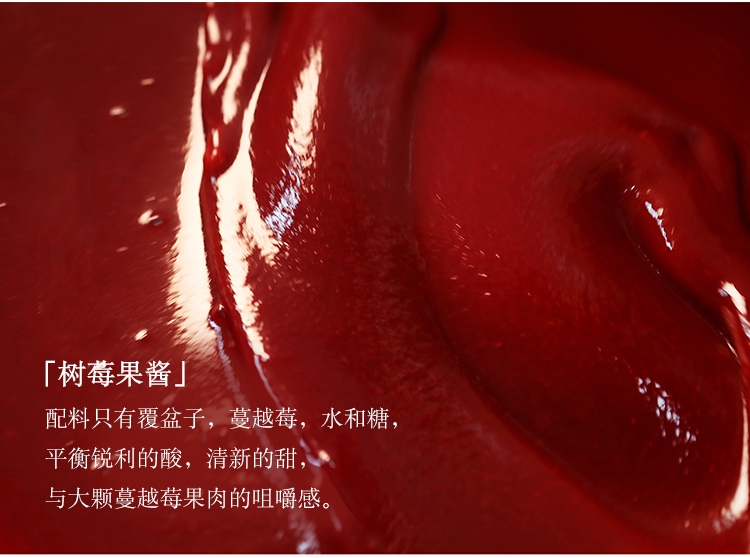 「树莓果酱」
配料只有覆盆子，蔓越莓，水和糖，
平衡锐利的酸，清新的甜，
与大颗蔓越莓果肉的咀嚼感。